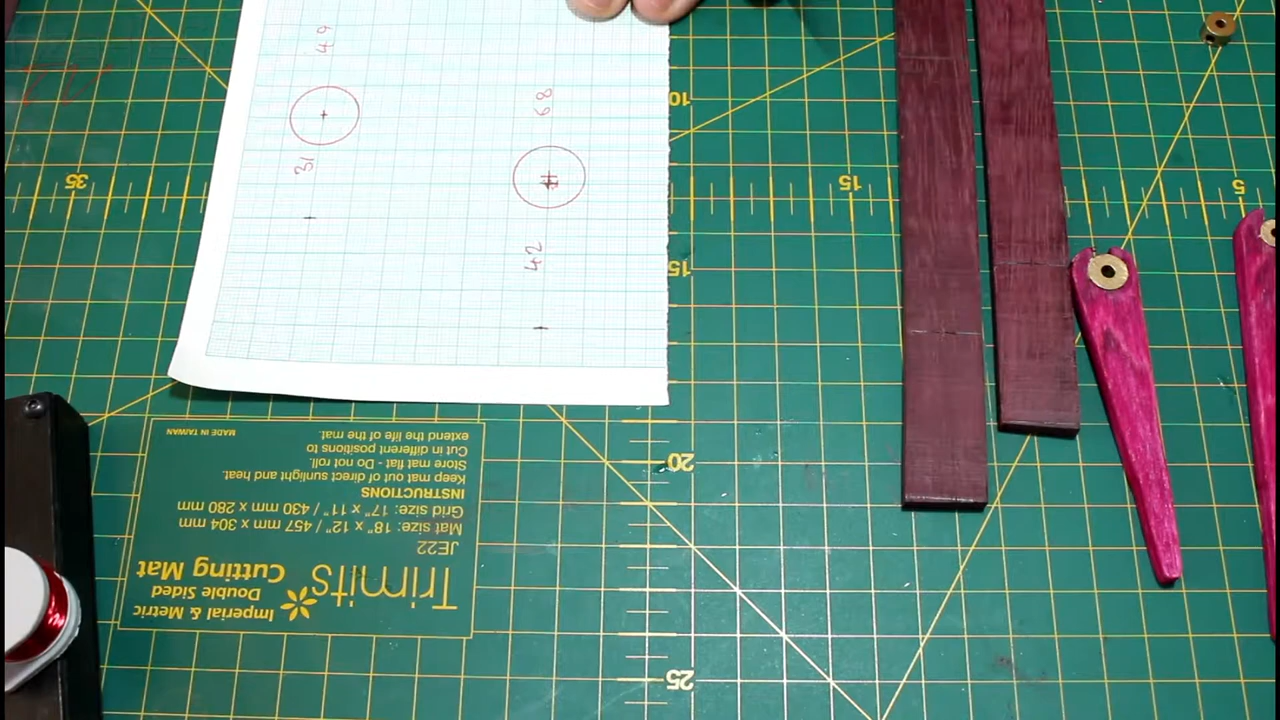 49
31
68
42
10
35
15
5
15
20
25
Trimits
Imperial & Metric
Double Sided
Cutting Mat
JE22
Mat size: 18" x 12" / 457 mm x 304 mm
Grid size: 17" x 11" / 430 mm x 280 mm
INSTRUCTIONS
Keep mat out of direct sunlight and heat.
Store mat flat - Do not roll.
Cut in different positions to
extend the life of the mat.
MADE IN TAIWAN